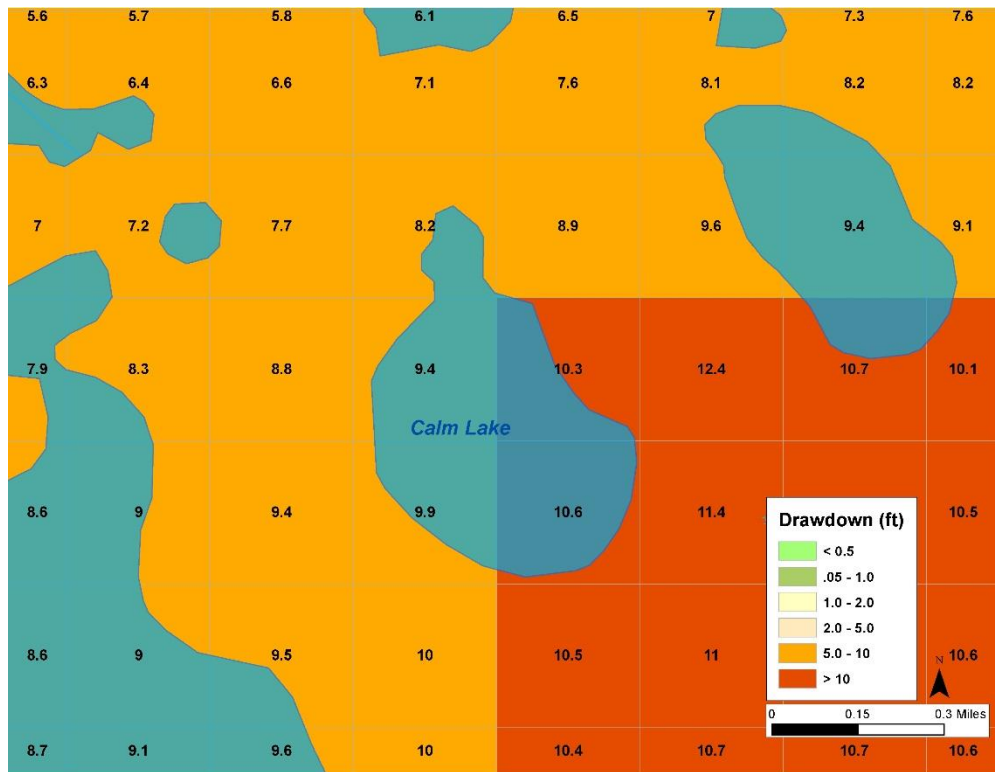 5.6 5.7 5.8 6.1 6.5 7 7.3 7.6
6.3 6.4 6.6 7.1 7.6 8.1 8.2 8.2
7 7.2 7.7 8.2 8.9 9.6 9.4 9.1
7.9 8.3 8.8 9.4 10.3 12.4 10.7 10.1
Calm Lake
8.6 9 9.4 9.9 10.6 11.4 10.5
8.6 9 9.5 10 10.5 11 10.6
8.7 9.1 9.6 10 10.4 10.7 10.7 10.6
Drawdown (ft)
< 0.5
.05 - 1.0
1.0 - 2.0
2.0 - 5.0
5.0 - 10
> 10
N
0 0.15 0.3 Miles